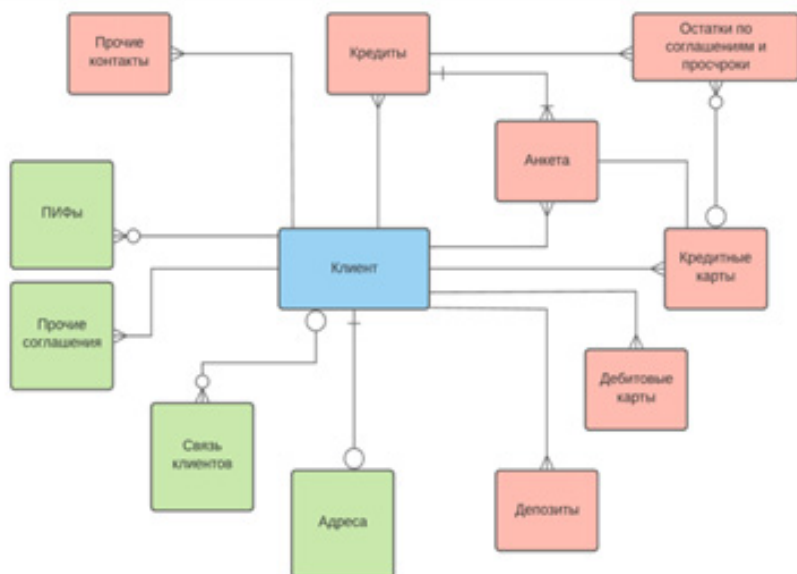 Прочие
контакты
Кредиты
Остатки по
соглашениям и
просчроки
Анкета
ПИФы
Клиент
Кредитные
карты
Прочие
соглашения
Дебитовые
карты
Связь
клиентов
Адреса
Депозиты